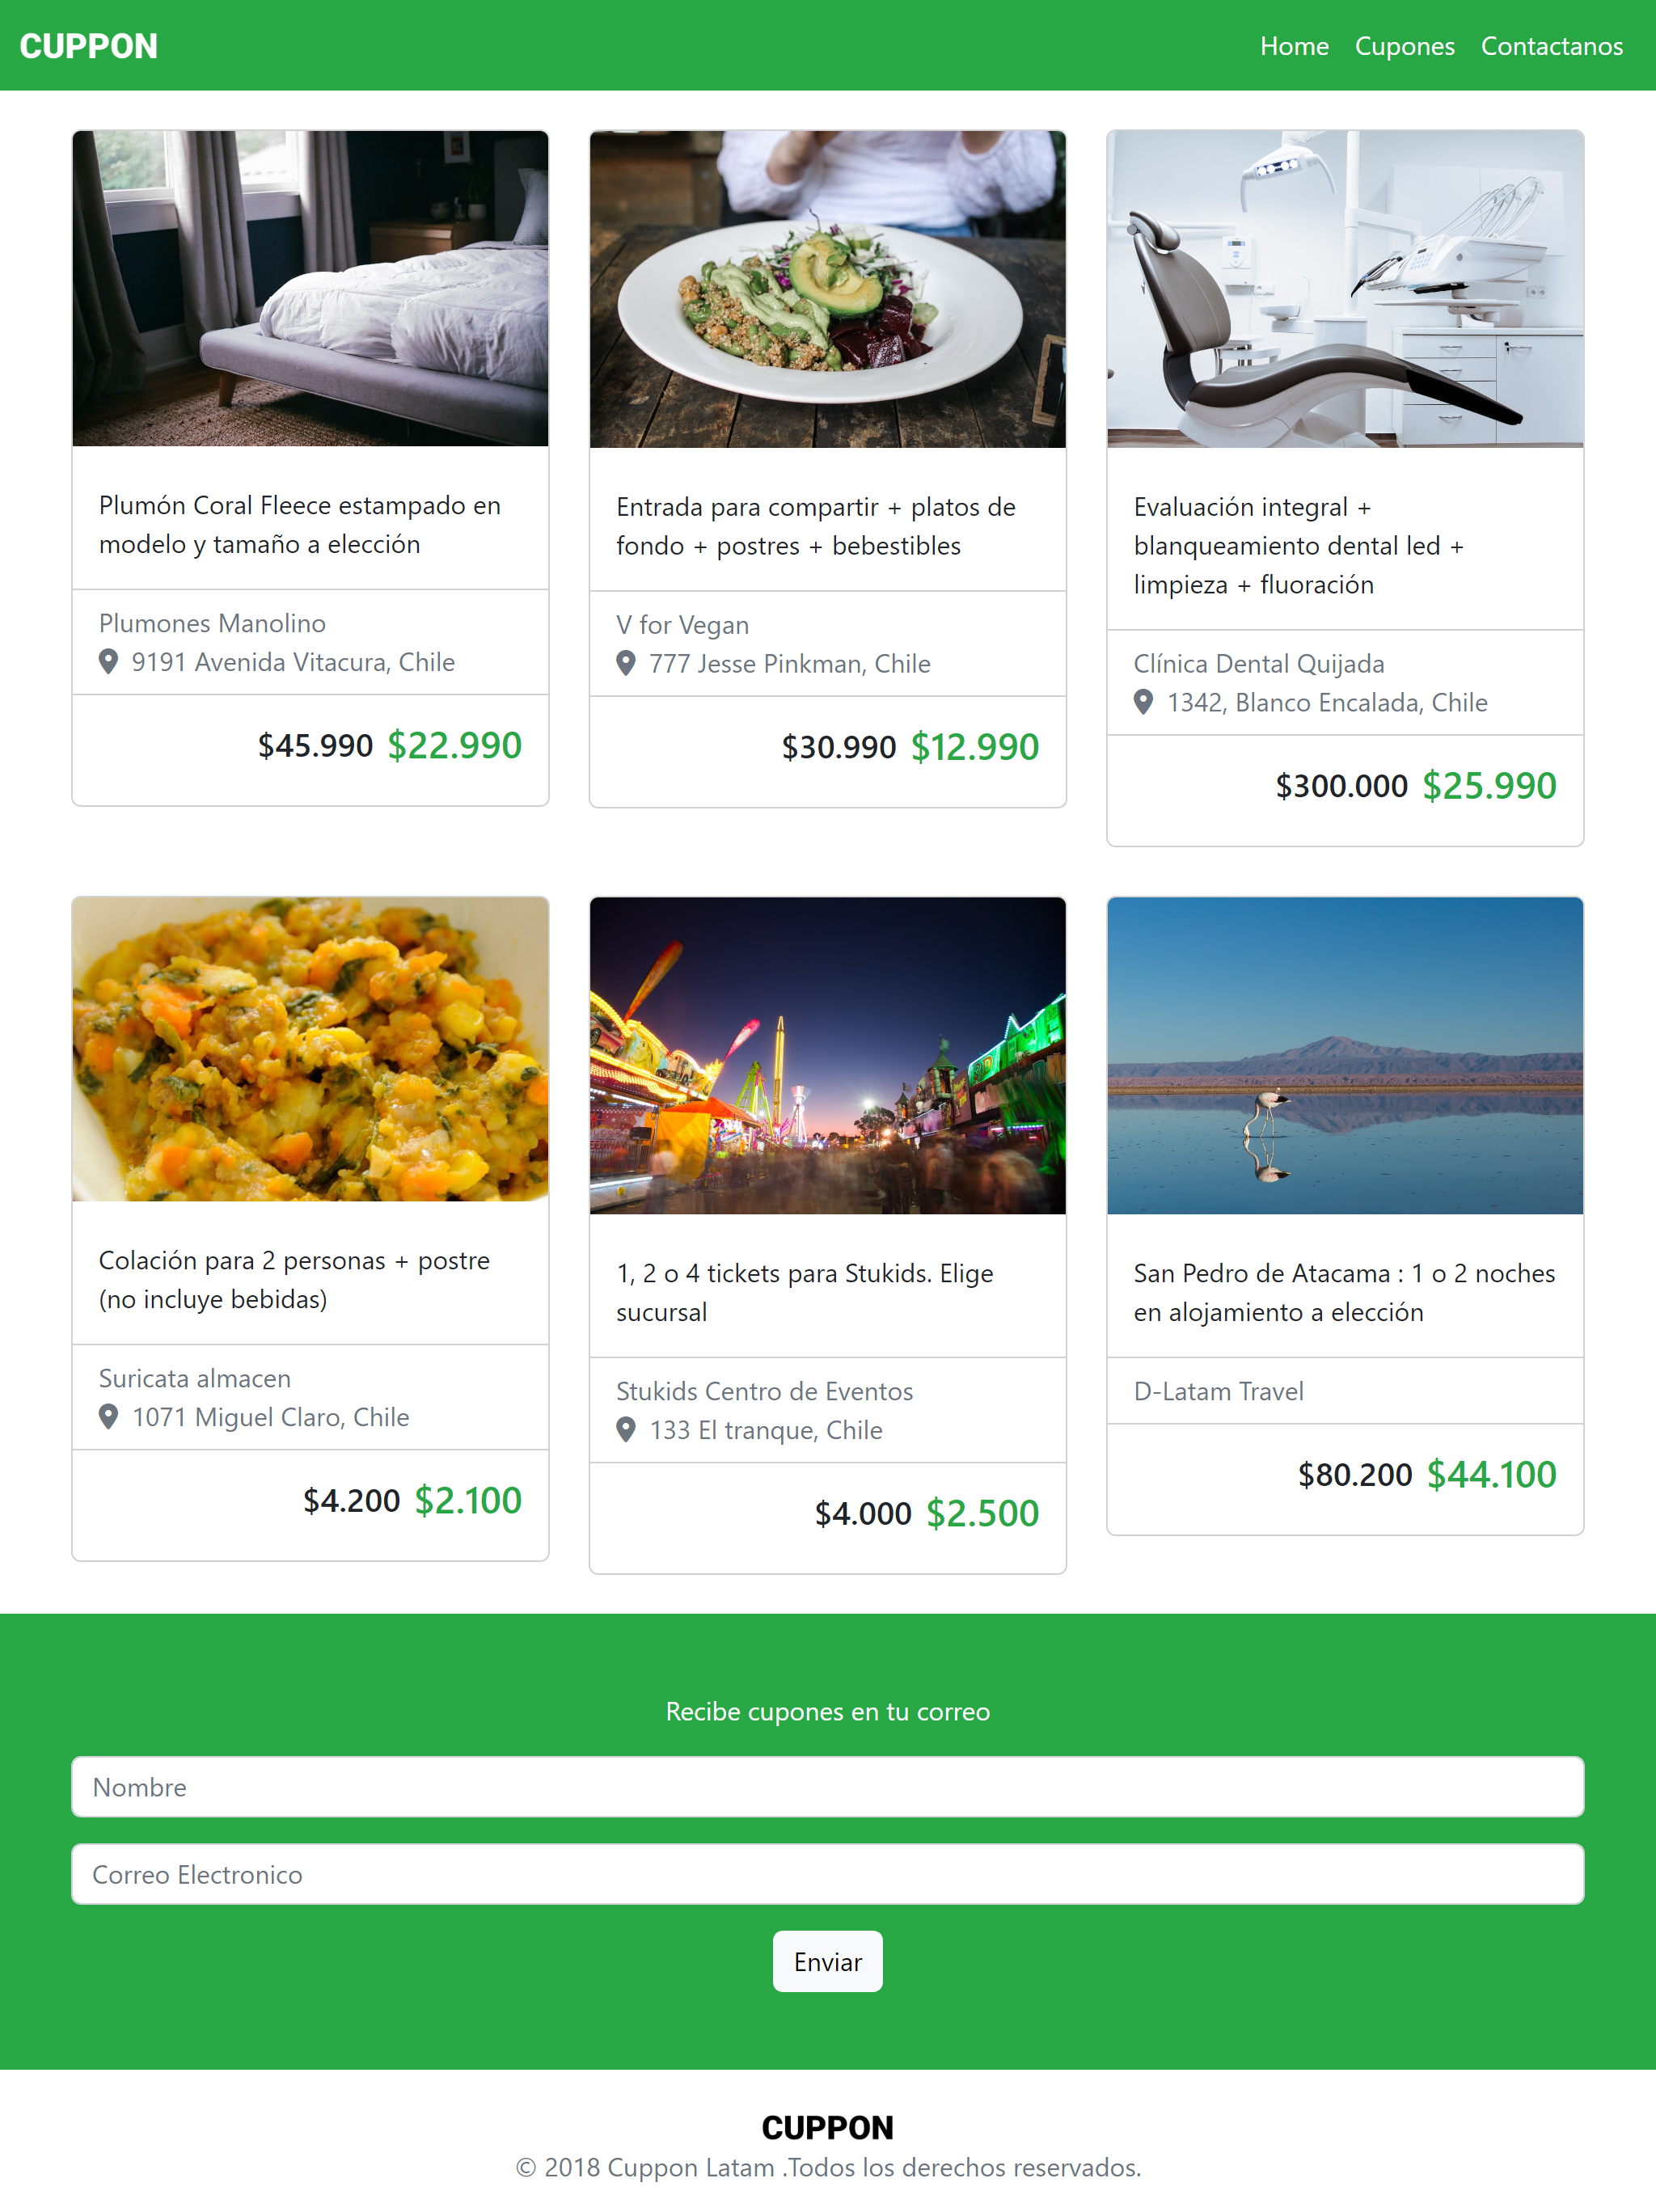 CUPPON
Home Cupones Contactanos
Plumón Coral Fleece estampado en
modelo y tamaño a elección
Plumones Manolino
9191 Avenida Vitacura, Chile
$45.990 $22.990
Entrada para compartir + platos de
fondo + postres + bebestibles
V for Vegan
777 Jesse Pinkman, Chile
$30.990 $12.990
Evaluación integral +
blanqueamiento dental led +
limpieza + fluoración
Clínica Dental Quijada
1342, Blanco Encalada, Chile
$300.000 $25.990
Colación para 2 personas + postre
(no incluye bebidas)
Suricata almacen
1071 Miguel Claro, Chile
$4.200 $2.100
1, 2 o 4 tickets para Stukids. Elige
sucursal
Stukids Centro de Eventos
133 El tranque, Chile
$4.000 $2.500
San Pedro de Atacama : 1 o 2 noches
en alojamiento a elección
D-Latam Travel
$80.200 $44.100
Recibe cupones en tu correo
Nombre
Correo Electronico
Enviar
CUPPON
© 2018 Cuppon Latam .Todos los derechos reservados.